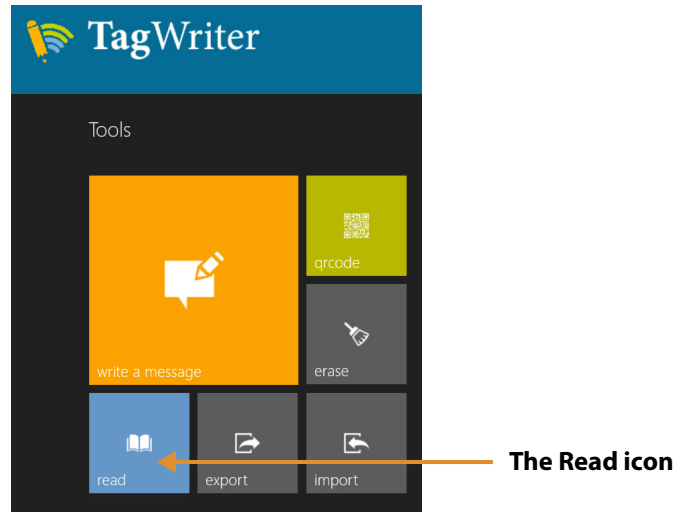 TagWriter
Tools
qrcode
write a message
erase
read
export
import
The Read icon